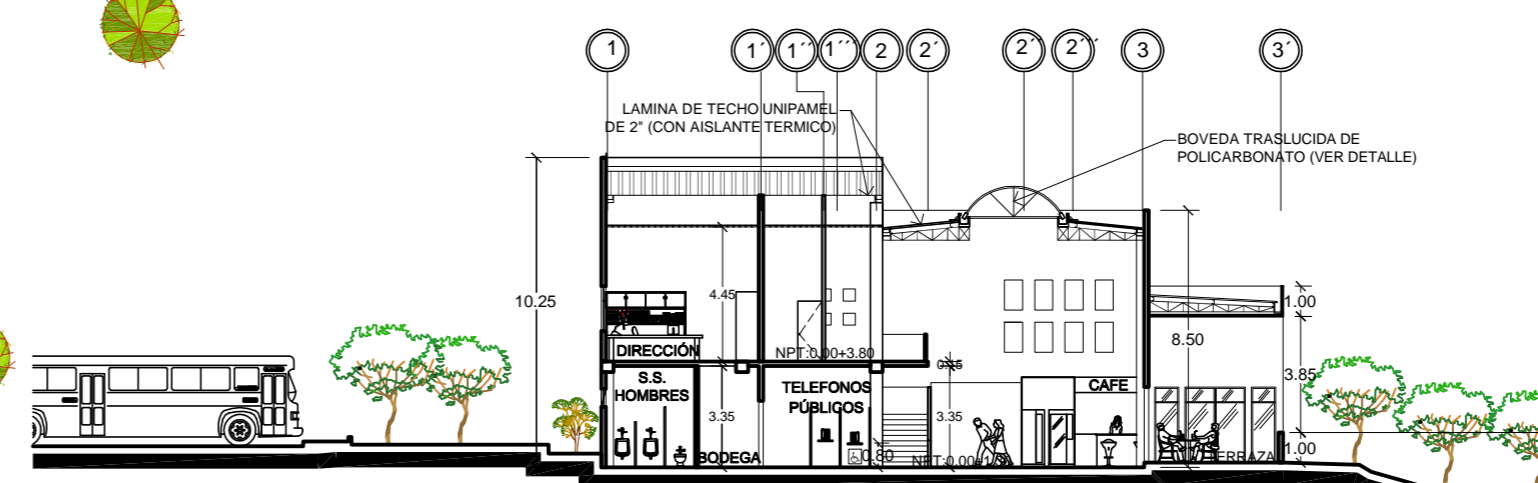 1
1´
1´´
1´´´
2
2´
2´´
2´´´
3
3´
LAMINA DE TECHO UNIPAMEL
DE 2" (CON AISLANTE TERMICO)
BOVEDA TRASLUCIDA DE
POLICARBONATO (VER DETALLE)
10.25
4.45
1.00
8.50
DIRECCIÓN
NPT:0.00+3.80
3.85
S.S.
HOMBRES
TELEFONOS
PÚBLICOS
CAFE
3.35
3.35
BODEGA
0.80
TERRAZA
1.00